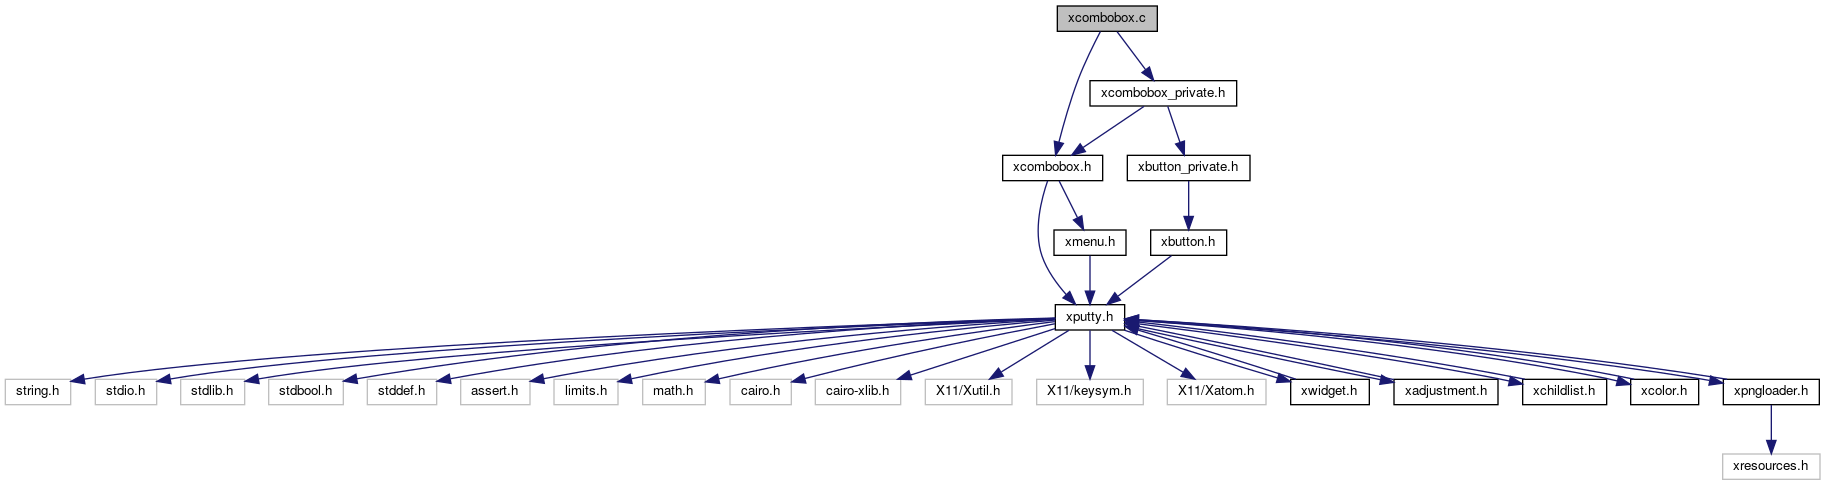 xcombobox.c
xcombobox_private.h
xcombobox.h
xbutton_private.h
xmenu.h
xbutton.h
xputty.h
string.h
stdio.h
stdlib.h
stdbool.h
stddef.h
assert.h
limits.h
math.h
cairo.h
cairo-xlib.h
X11/Xutil.h
X11/keysym.h
X11/Xatom.h
xwidget.h
xadjustment.h
xchildlist.h
xcolor.h
xpngloader.h
xresources.h